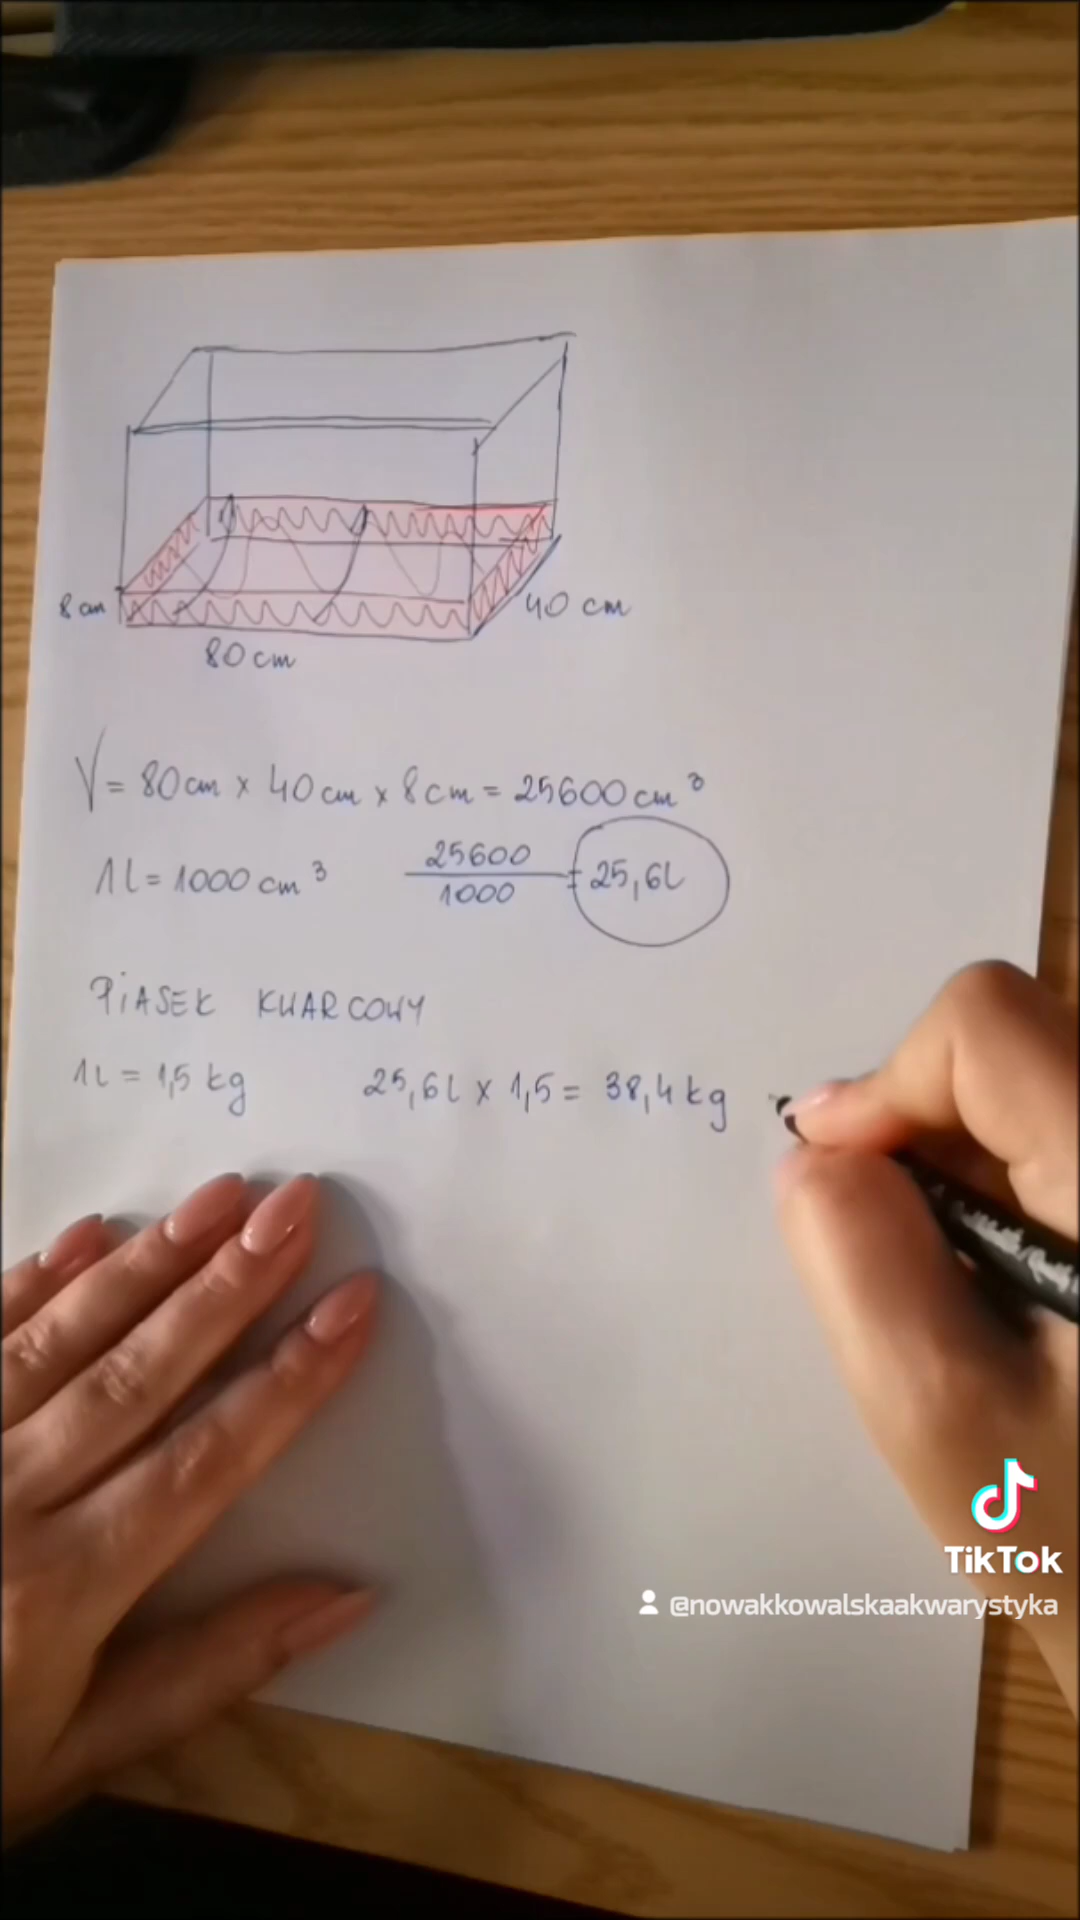 8 cm
40 cm
80 cm
V = 80 cm x 40 cm x 8 cm = 25600 cm³
1 l = 1000 cm³
25600
1000
= 25,6 l
PIASEK KWARCOWY
1 l = 1,5 kg
25,6 l x 1,5 = 38,4 kg
TikTok
@nowakkowalskaakwarystyka